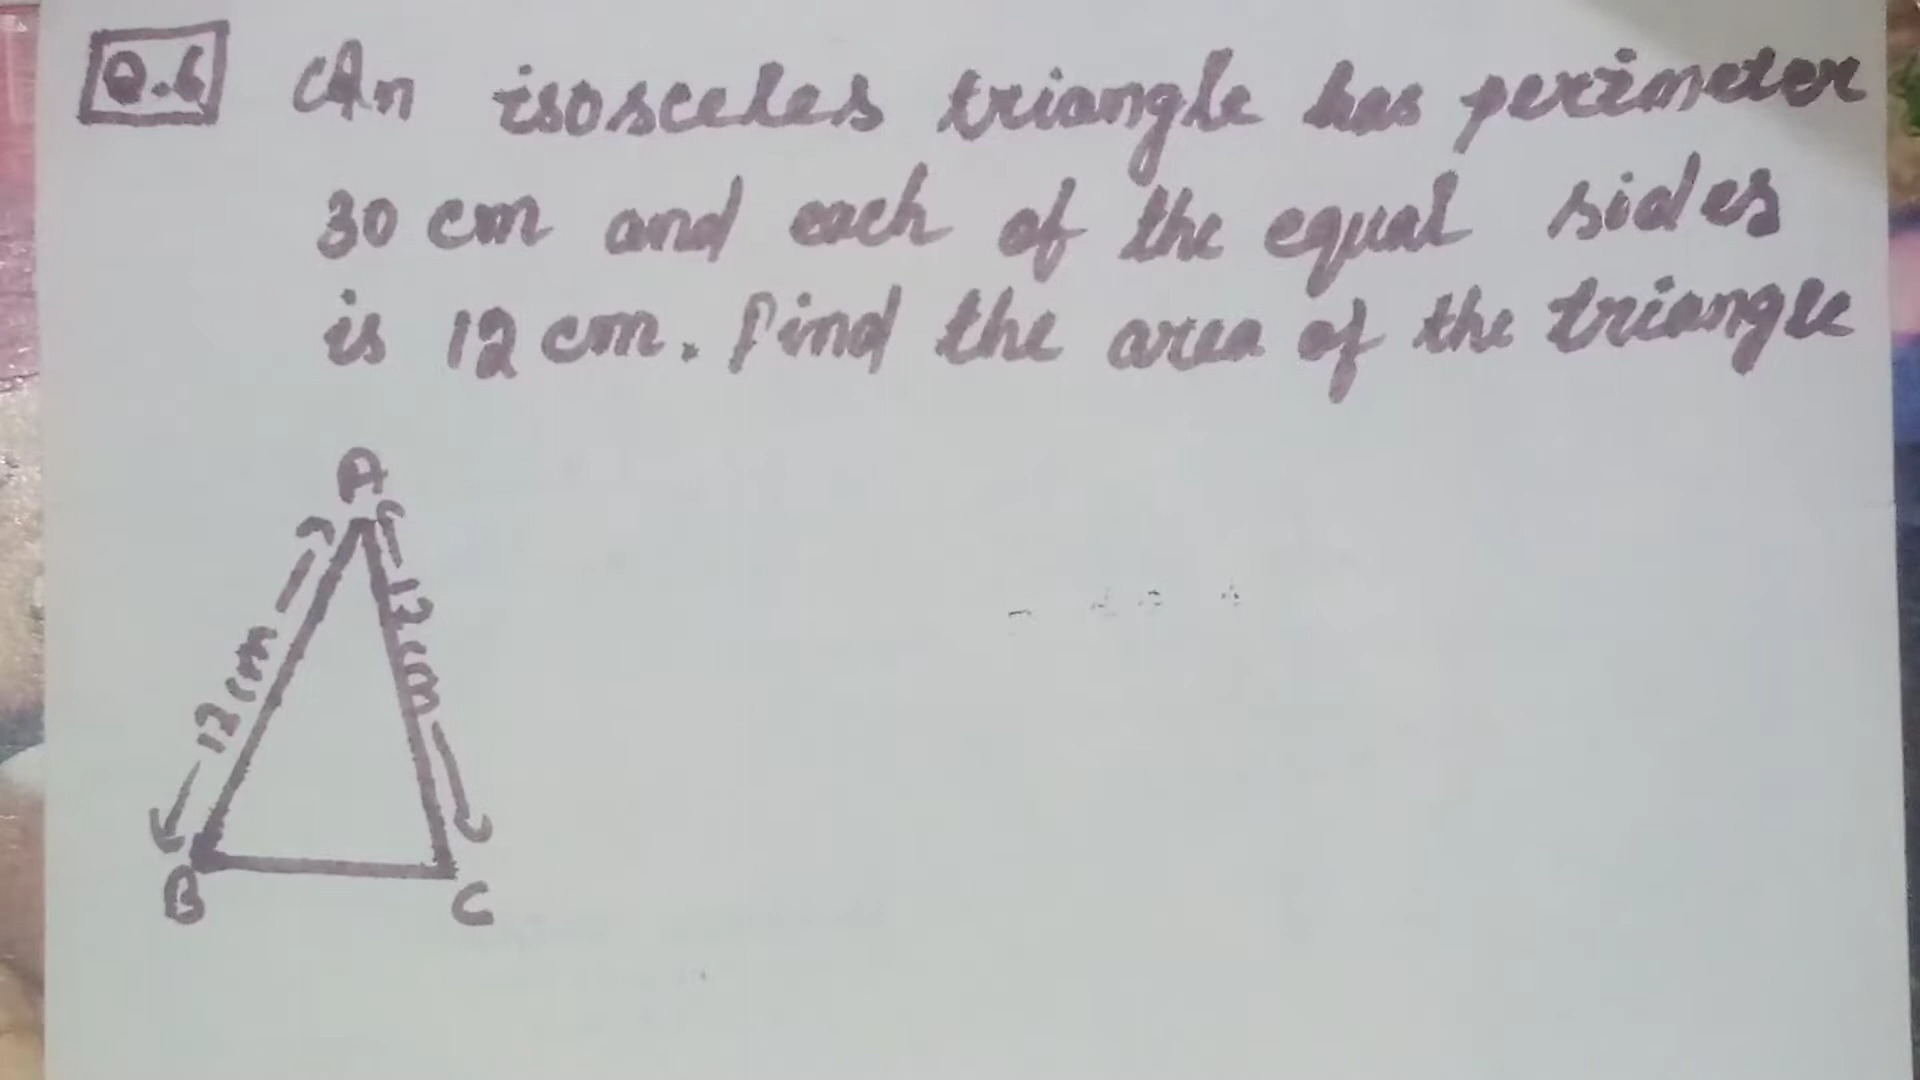 Q.6 An isosceles triangle has perimeter
30 cm and each of the equal sides
is 12 cm. Find the area of the triangle
A
12 cm
12 cm
B
C